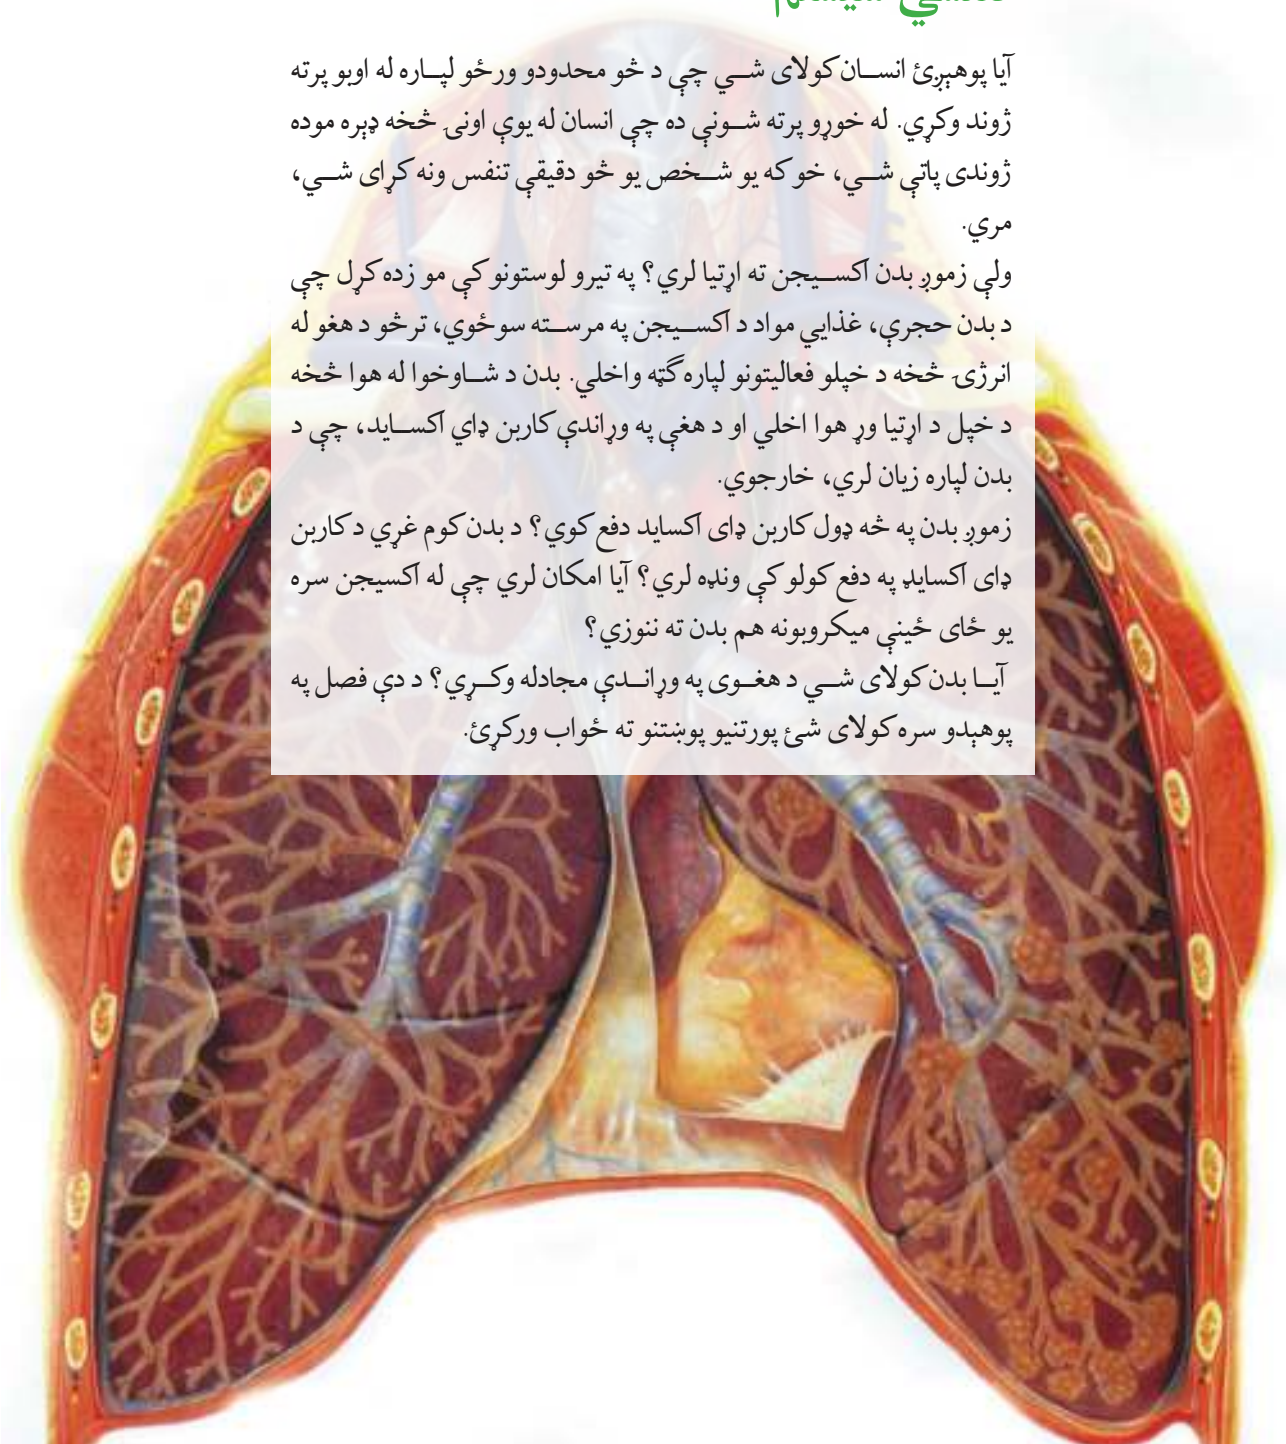 آیا پوهېږئ انسان کولای شي چې د څو محدودو ورځو لپاره له اوبو پرته
ژوند وکړي. له خوړو پرته شونې ده چې انسان له یوې اونۍ څخه ډېره موده
ژوندی پاتې شي، خو که یو شخص یو څو دقیقې تنفس ونه کړای شي،
مري.
ولې زموږ بدن اکسیجن ته اړتیا لري؟ په تیرو لوستونو کې مو زده کړل چې
د بدن حجرې، غذایي مواد د اکسیجن په مرسته سوځوي، ترڅو د هغو له
انرژۍ څخه د خپلو فعالیتونو لپاره ګټه واخلي. بدن د شاوخوا له هوا څخه
د خپل د اړتیا وړ هوا اخلي او د هغې په وړاندې کاربن ډای اکساید، چې د
بدن لپاره زیان لري، خارجوي.
زموږ بدن په څه ډول کاربن ډای اکساید دفع کوي؟ د بدن کوم غړي د کاربن
ډای اکسایډ په دفع کولو کې ونډه لري؟ آیا امکان لري چې له اکسیجن سره
یو ځای ځینې میکروبونه هم بدن ته ننوزي؟
آیا بدن کولای شي د هغوی په وړاندې مجادله وکړي؟ د دې فصل په
پوهېدو سره کولای شئ پورتنیو پوښتنو ته ځواب ورکړئ.